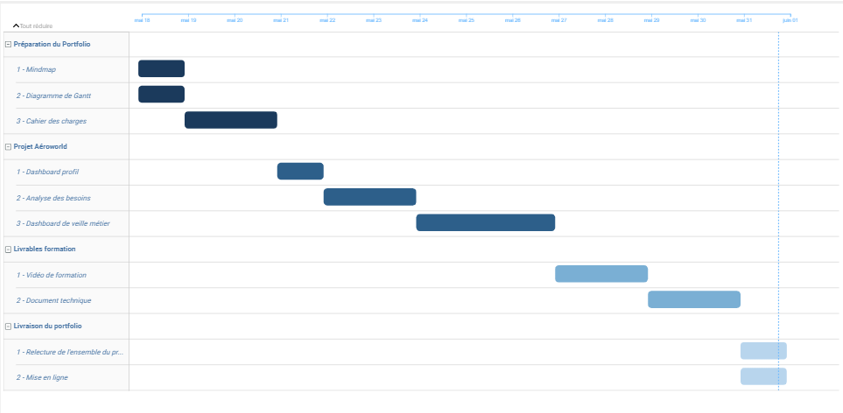 mai 18 mai 19 mai 20 mai 21 mai 22 mai 23 mai 24 mai 25 mai 26 mai 27 mai 28 mai 29 mai 30 mai 31 juin 01
Tout réduire
Préparation du Portfolio
1 - Mindmap
2 - Diagramme de Gantt
3 - Cahier des charges
Projet Aéroworld
1 - Dashboard profil
2 - Analyse des besoins
3 - Dashboard de veille métier
Livrables formation
1 - Vidéo de formation
2 - Document technique
Livraison du portfolio
1 - Relecture de l'ensemble du pr...
2 - Mise en ligne